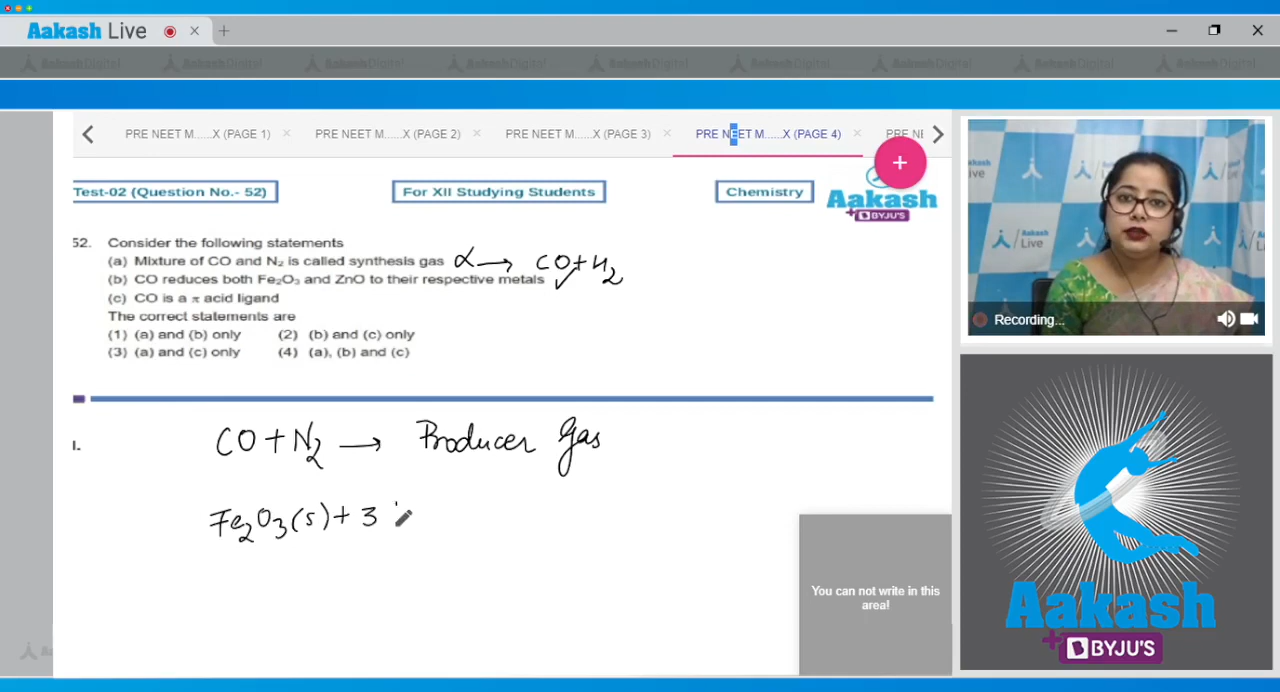 Aakash Live
PRE NEET M......X (PAGE 1)
PRE NEET M......X (PAGE 2)
PRE NEET M......X (PAGE 3)
PRE NEET M......X (PAGE 4)
PRE NE
Test-02 (Question No.- 52)
For XII Studying Students
Chemistry
Aakash
+BYJU'S
52. Consider the following statements
(a) Mixture of CO and N₂ is called synthesis gas × → CO+H₂
(b) CO reduces both Fe₂O₃ and ZnO to their respective metals ✓
(c) CO is a π acid ligand
The correct statements are
(1) (a) and (b) only (2) (b) and (c) only
(3) (a) and (c) only (4) (a), (b) and (c)
I. CO + N₂ → Producer Gas
Fe₂O₃(s) + 3
You can not write in this area!
Recording...
Aakash Live
Aakash
+BYJU'S